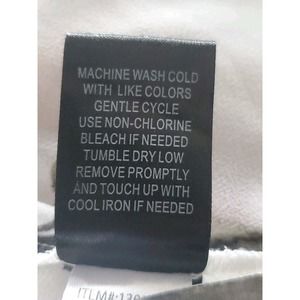 MACHINE WASH COLD
WITH LIKE COLORS
GENTLE CYCLE
USE NON-CHLORINE
BLEACH IF NEEDED
TUMBLE DRY LOW
REMOVE PROMPTLY
AND TOUCH UP WITH
COOL IRON IF NEEDED